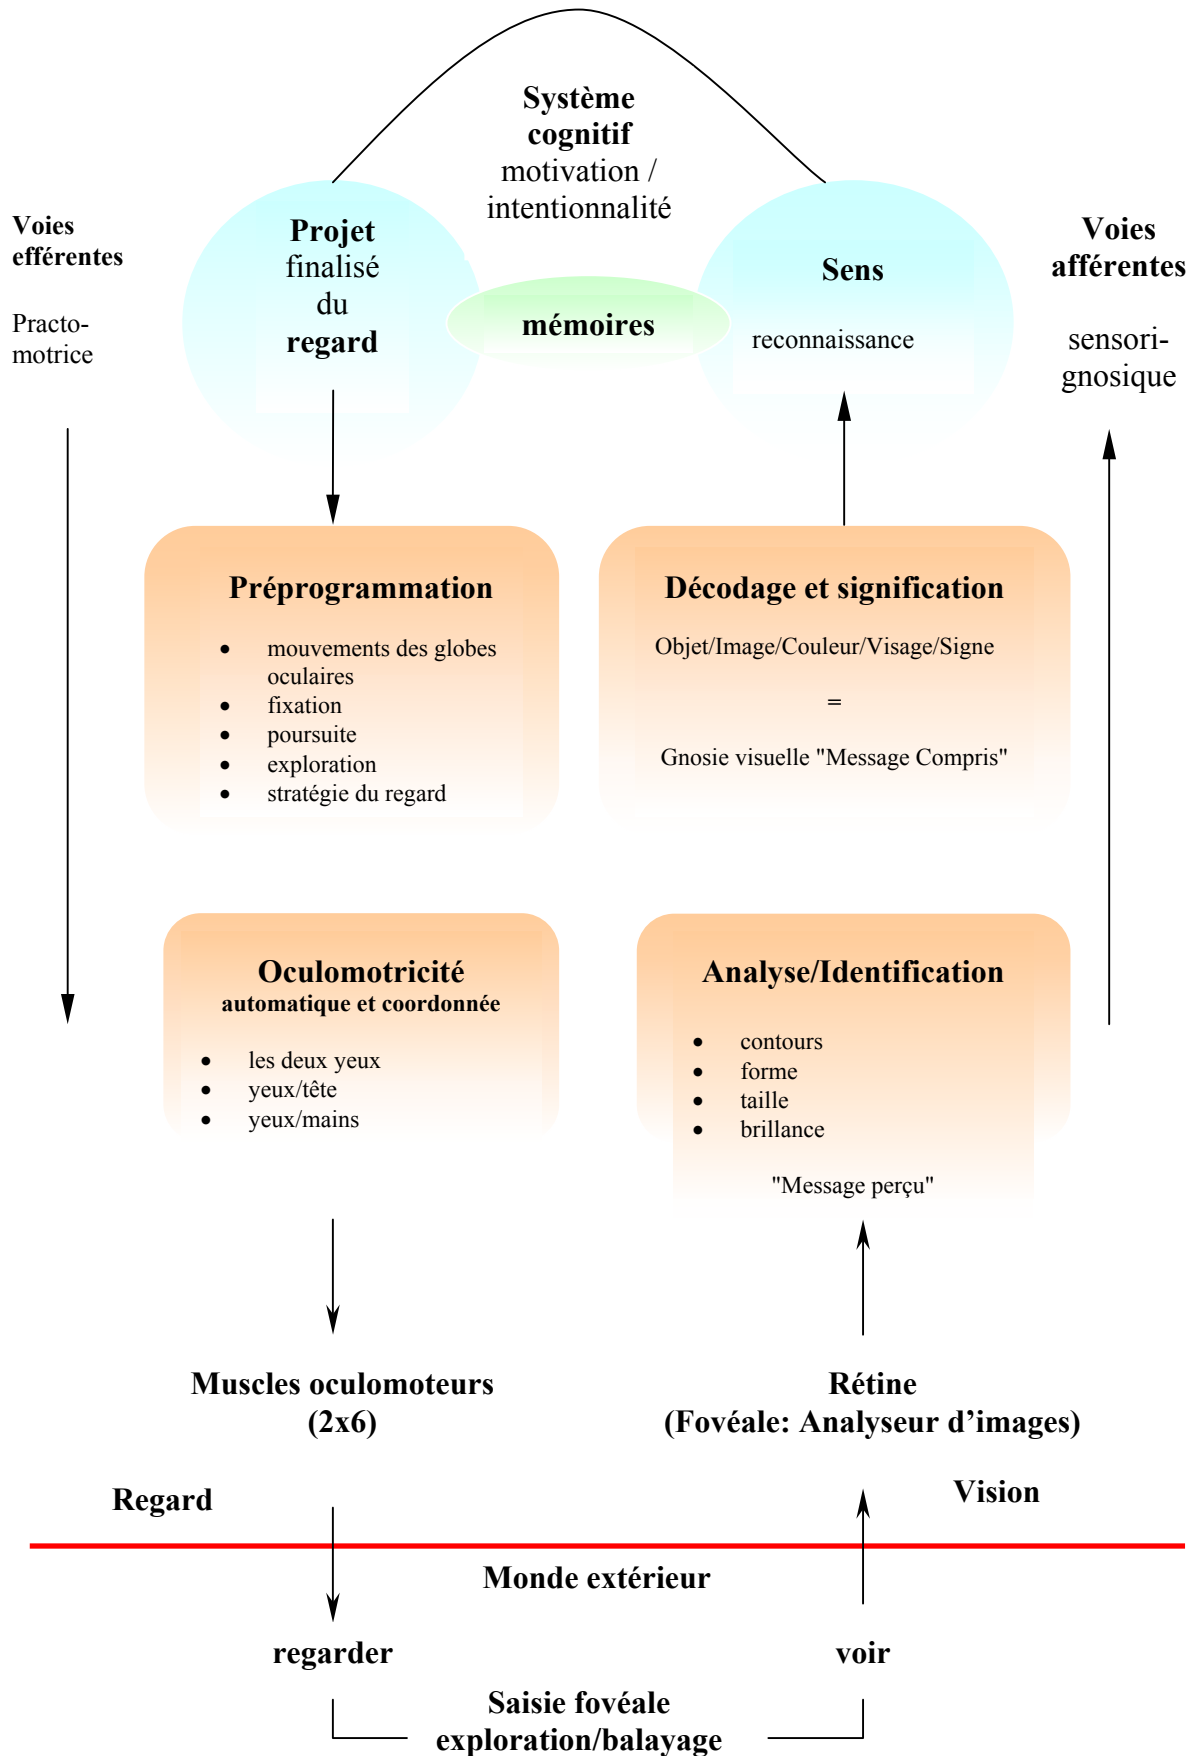 Système
cognitif
motivation /
intentionnalité
Voies
efférentes
Practo-
motrice
Projet
finalisé
du
regard
mémoires
Sens
reconnaissance
Voies
afférentes
sensori-
gnosique
Préprogrammation
• mouvements des globes
oculaires
• fixation
• poursuite
• exploration
• stratégie du regard
Décodage et signification
Objet/Image/Couleur/Visage/Signe
=
Gnosie visuelle "Message Compris"
Oculomotricité
automatique et coordonnée
• les deux yeux
• yeux/tête
• yeux/mains
Analyse/Identification
• contours
• forme
• taille
• brillance
"Message perçu"
Muscles oculomoteurs
(2x6)
Rétine
(Fovéale: Analyseur d’images)
Regard
Vision
Monde extérieur
regarder
voir
Saisie fovéale
exploration/balayage